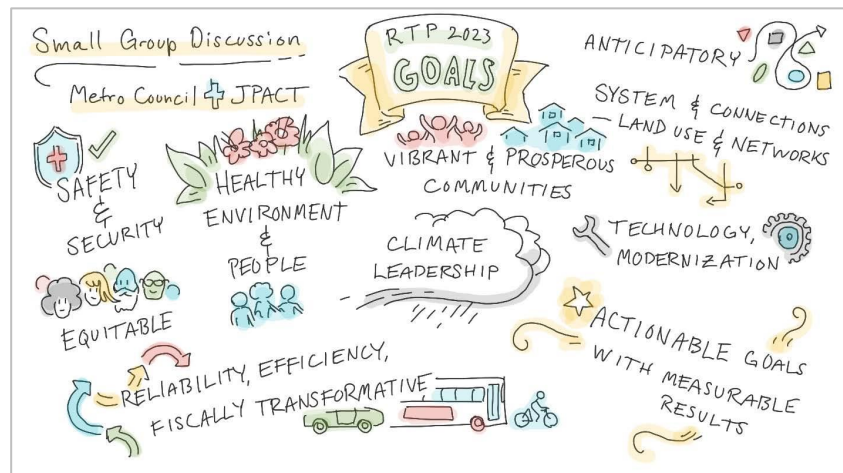 Small Group Discussion
Metro Council + JPACT
RTP 2023
GOALS
ANTICIPATORY
SYSTEM & CONNECTIONS
— LAND USE & NETWORKS
SAFETY
&
SECURITY
HEALTHY
ENVIRONMENT
&
PEOPLE
VIBRANT & PROSPEROUS
COMMUNITIES
CLIMATE
LEADERSHIP
TECHNOLOGY,
MODERNIZATION
EQUITABLE
ACTIONABLE GOALS
WITH MEASURABLE
RESULTS
RELIABILITY, EFFICIENCY,
FISCALLY TRANSFORMATIVE